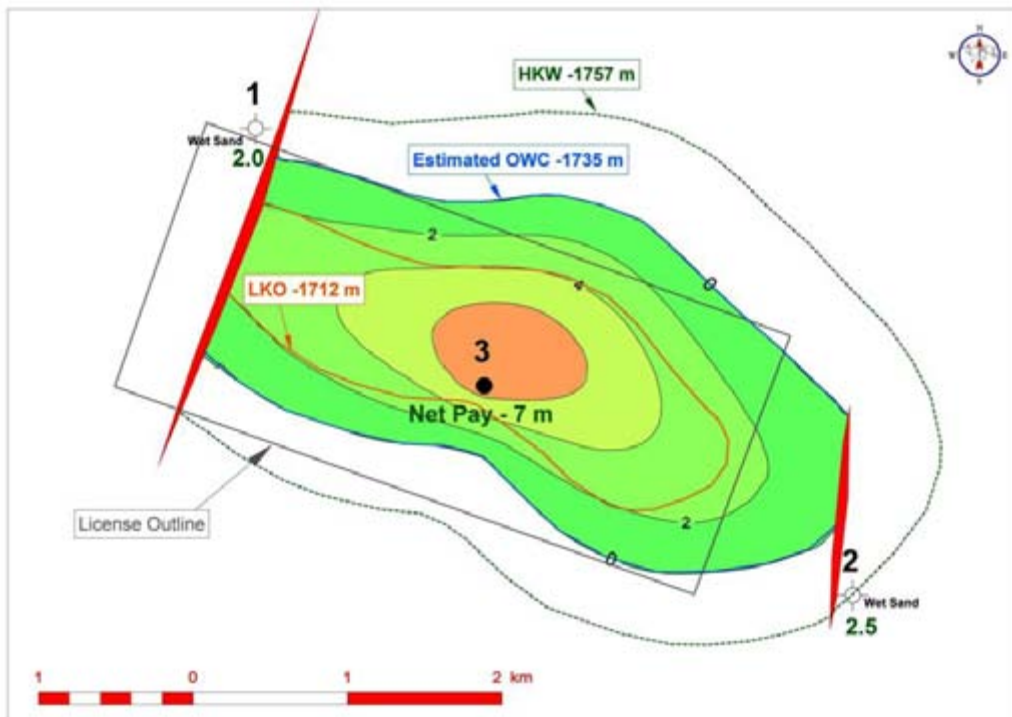 N
W
E
S
HKW -1757 m
1
Wet Sand
2.0
Estimated OWC -1735 m
2
0
LKO -1712 m
4
3
Net Pay - 7 m
License Outline
2
0
2
Wet Sand
2.5
1
0
1
2 km